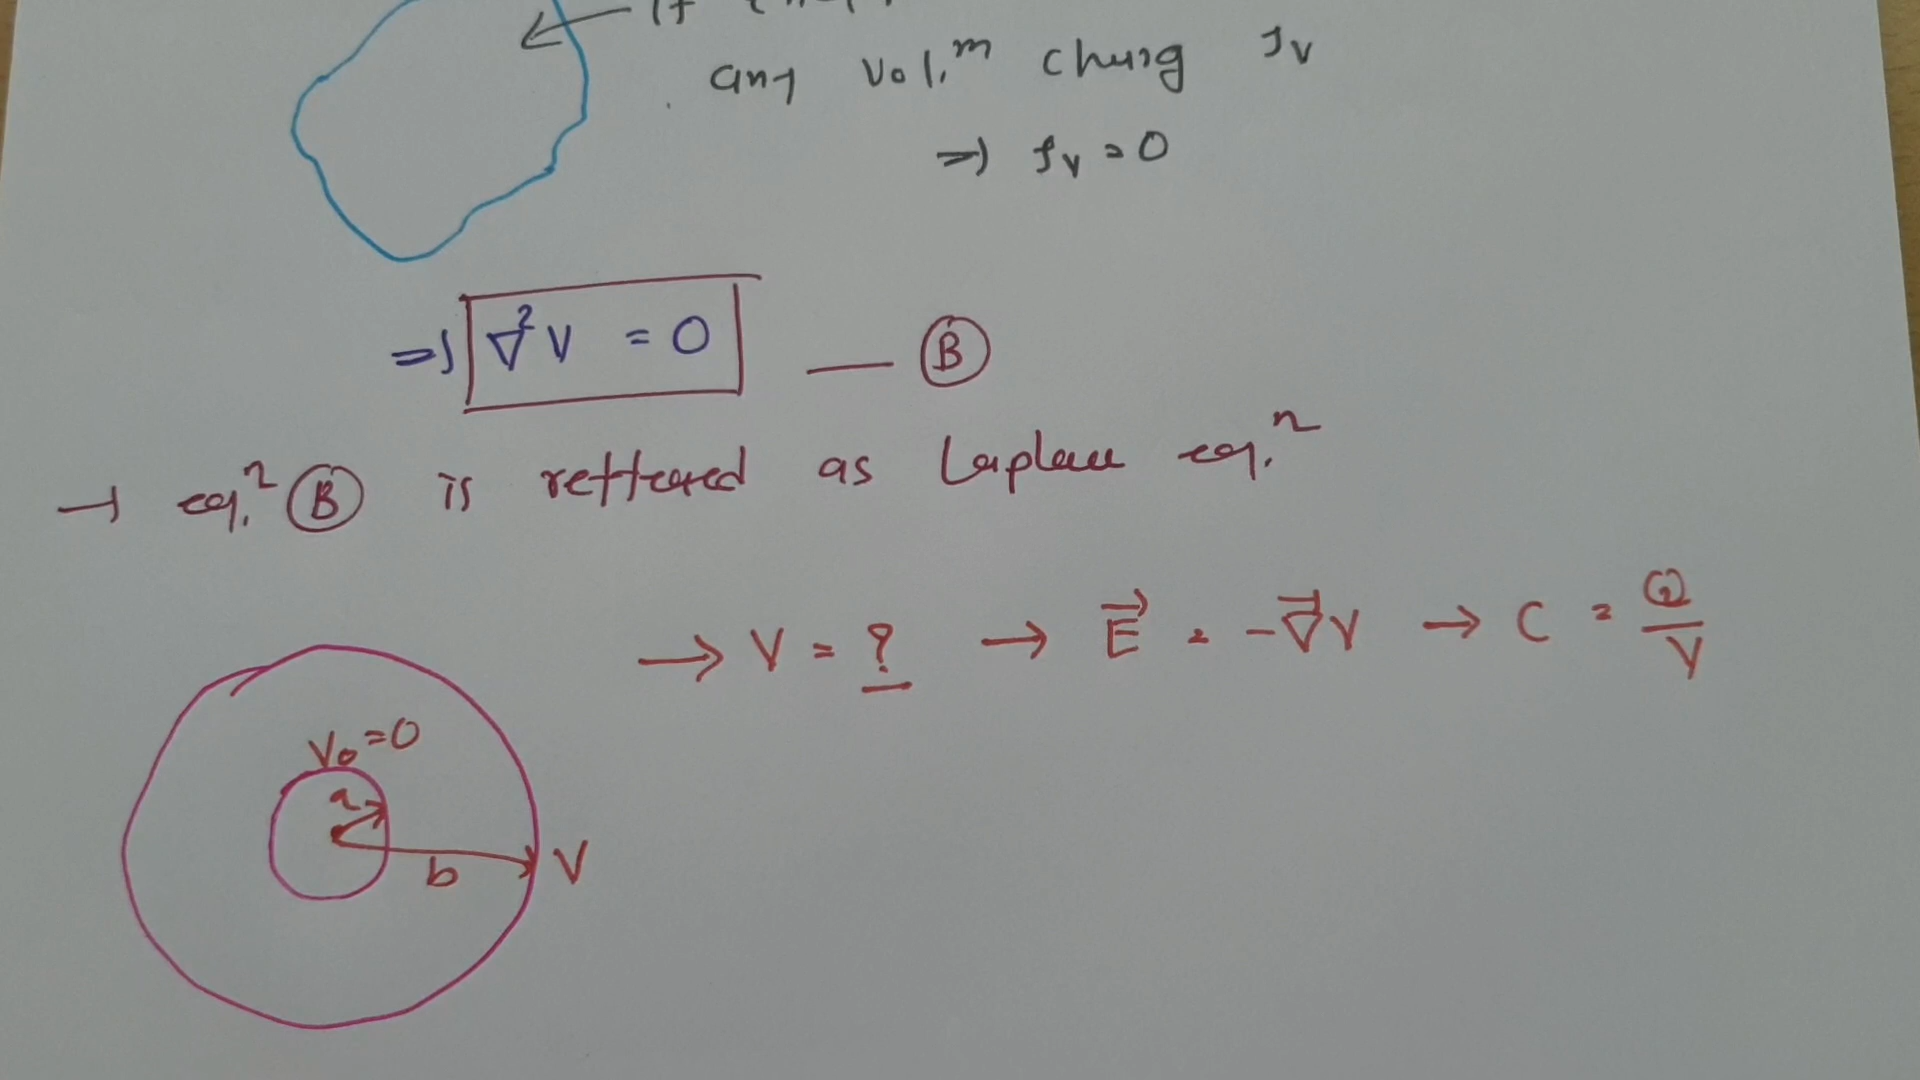 any Vol.ᵐ charg ρᵥ
⇒ ρᵥ = 0
⇒ ∇²V = 0 — Ⓑ
→ eq.ⁿ Ⓑ is reffered as Laplace eq.ⁿ
→ V = ? → E⃗ = -∇⃗V → C = Q/V
V₀ = 0
a
b V